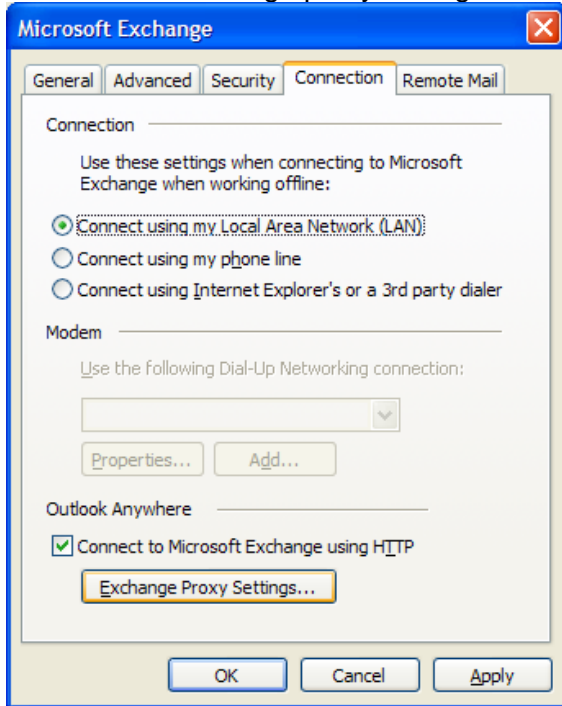 Microsoft Exchange
General Advanced Security Connection Remote Mail
Connection
Use these settings when connecting to Microsoft
Exchange when working offline:
Connect using my Local Area Network (LAN)
Connect using my phone line
Connect using Internet Explorer's or a 3rd party dialer
Modem
Use the following Dial-Up Networking connection:
Properties... Add...
Outlook Anywhere
Connect to Microsoft Exchange using HTTP
Exchange Proxy Settings...
OK Cancel Apply